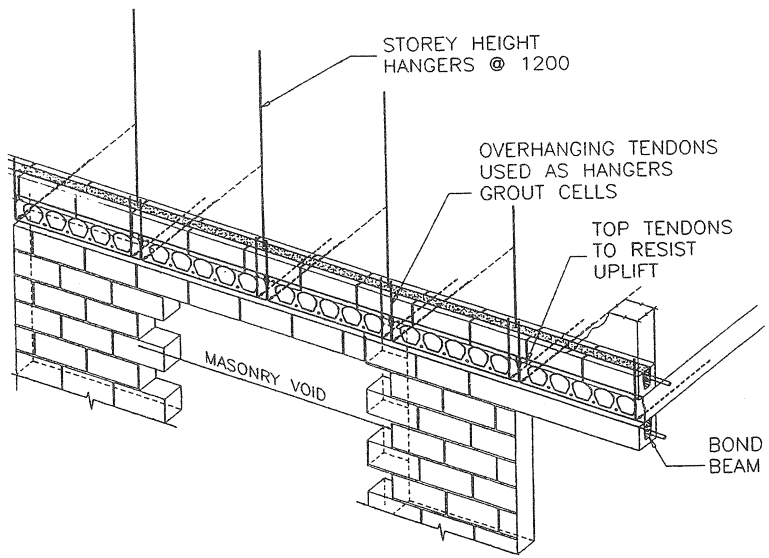 STOREY HEIGHT
HANGERS @ 1200
OVERHANGING TENDONS
USED AS HANGERS
GROUT CELLS
TOP TENDONS
TO RESIST
UPLIFT
MASONRY VOID
BOND
BEAM